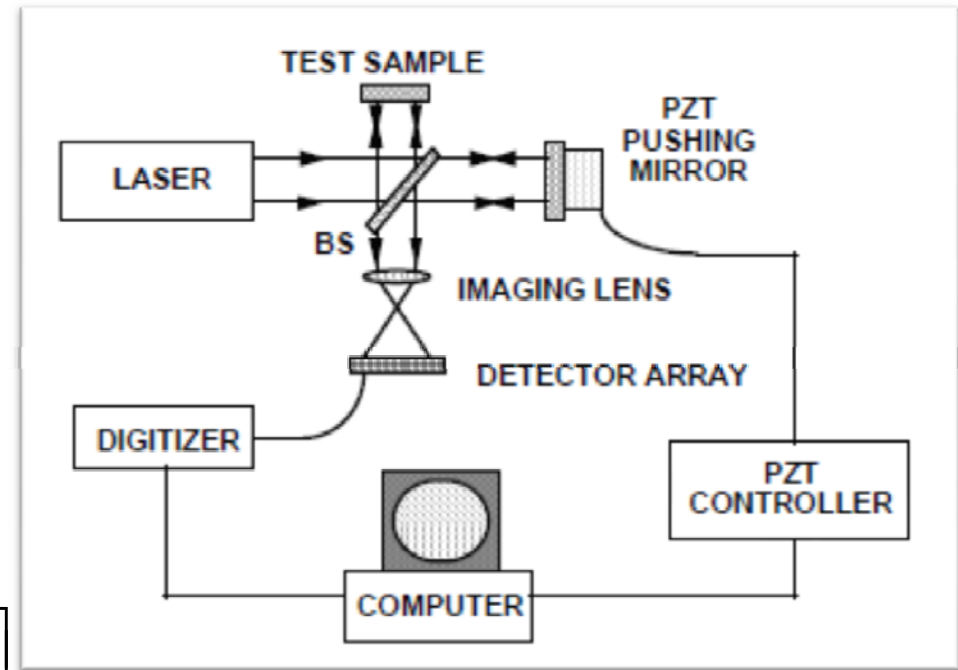 TEST SAMPLE
PZT
PUSHING
MIRROR
LASER
BS
IMAGING LENS
DETECTOR ARRAY
DIGITIZER
PZT
CONTROLLER
COMPUTER